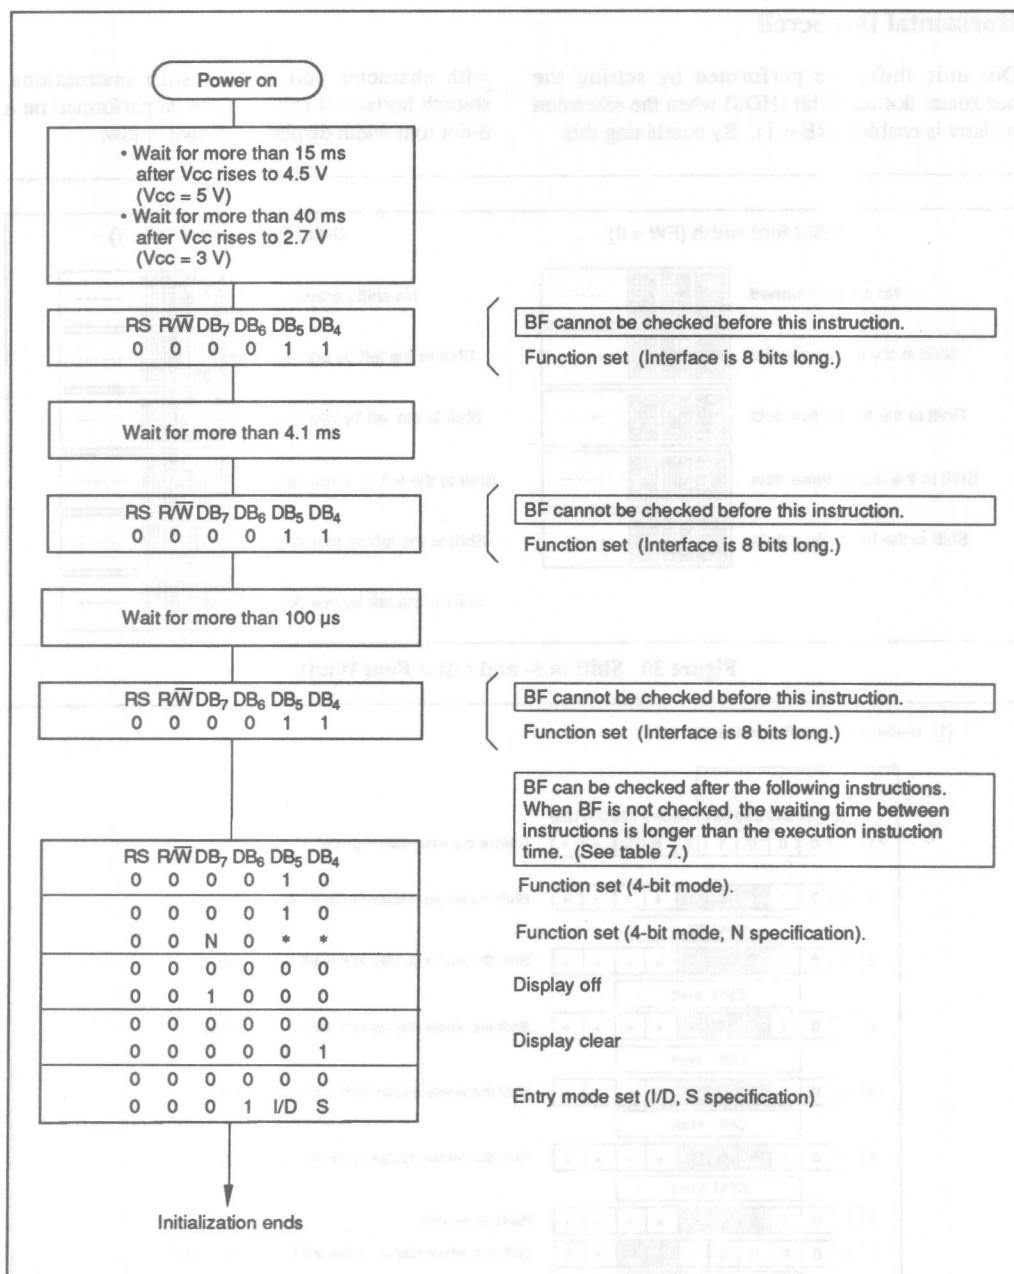 Power on
• Wait for more than 15 ms
after Vcc rises to 4.5 V
(Vcc = 5 V)
• Wait for more than 40 ms
after Vcc rises to 2.7 V
(Vcc = 3 V)
RS R/W̅ DB7 DB6 DB5 DB4
0 0 0 0 1 1
BF cannot be checked before this instruction.
Function set (Interface is 8 bits long.)
Wait for more than 4.1 ms
RS R/W̅ DB7 DB6 DB5 DB4
0 0 0 0 1 1
BF cannot be checked before this instruction.
Function set (Interface is 8 bits long.)
Wait for more than 100 µs
RS R/W̅ DB7 DB6 DB5 DB4
0 0 0 0 1 1
BF cannot be checked before this instruction.
Function set (Interface is 8 bits long.)
BF can be checked after the following instructions.
When BF is not checked, the waiting time between
instructions is longer than the execution instuction
time. (See table 7.)
RS R/W̅ DB7 DB6 DB5 DB4
0 0 0 0 1 0
Function set (4-bit mode).
0 0 0 0 1 0
0 0 N 0 * *
Function set (4-bit mode, N specification).
0 0 0 0 0 0
0 0 1 0 0 0
Display off
0 0 0 0 0 0
0 0 0 0 0 1
Display clear
0 0 0 0 0 0
0 0 0 1 I/D S
Entry mode set (I/D, S specification)
Initialization ends